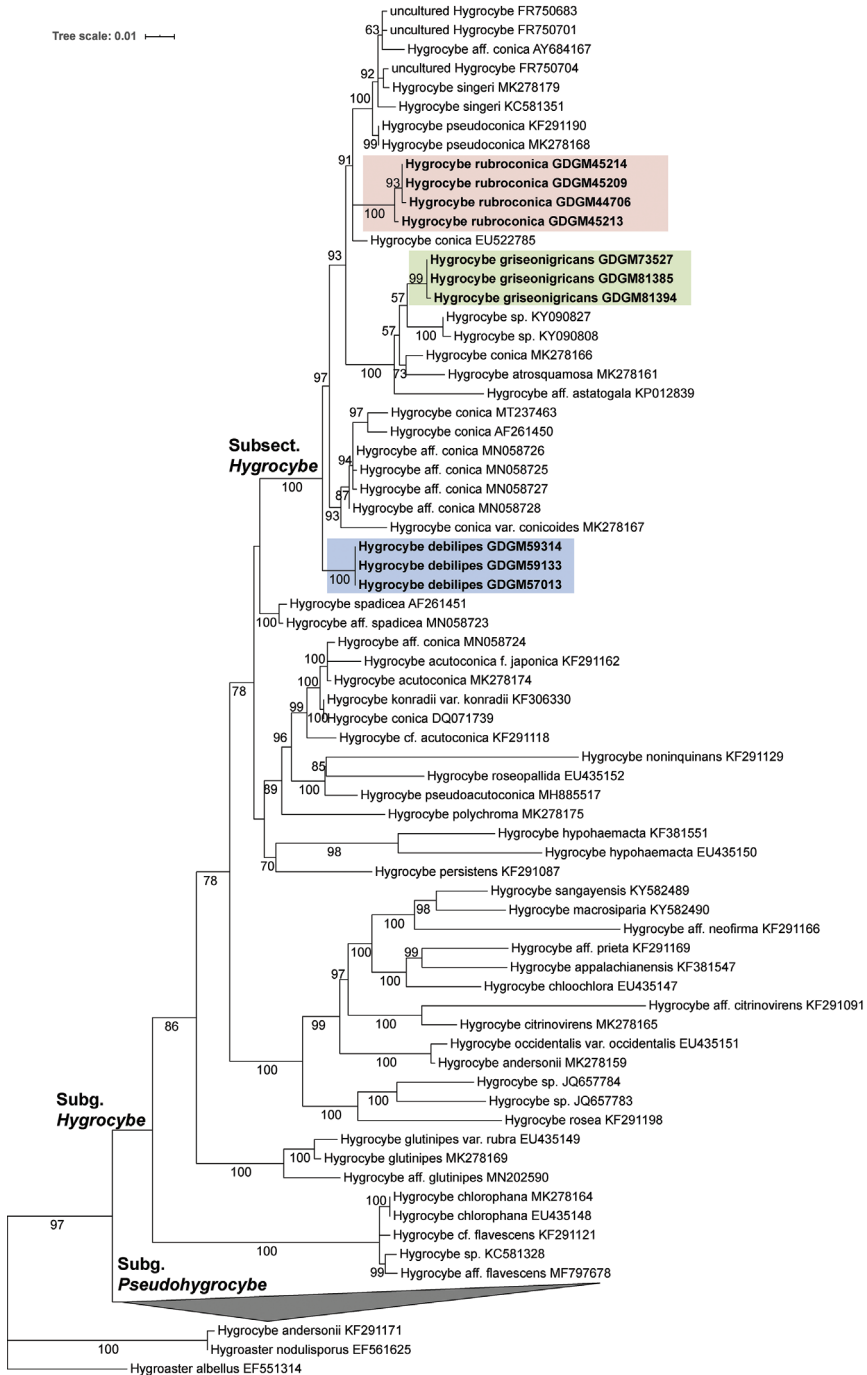 uncultured Hygrocybe FR750683
Tree scale: 0.01
63
uncultured Hygrocybe FR750701
Hygrocybe aff. conica AY684167
92
uncultured Hygrocybe FR750704
Hygrocybe singeri MK278179
100
Hygrocybe singeri KC581351
Hygrocybe pseudoconica KF291190
99
Hygrocybe pseudoconica MK278168
91
Hygrocybe rubroconica GDGM45214
93
Hygrocybe rubroconica GDGM45209
Hygrocybe rubroconica GDGM44706
100
Hygrocybe rubroconica GDGM45213
Hygrocybe conica EU522785
93
Hygrocybe griseonigricans GDGM73527
99
Hygrocybe griseonigricans GDGM81385
57
Hygrocybe griseonigricans GDGM81394
Hygrocybe sp. KY090827
57
100
Hygrocybe sp. KY090808
Hygrocybe conica MK278166
100
73
Hygrocybe atrosquamosa MK278161
97
Hygrocybe aff. astatogala KP012839
97
Hygrocybe conica MT237463
Hygrocybe conica AF261450
Subsect.
Hygrocybe
Hygrocybe aff. conica MN058726
94
Hygrocybe aff. conica MN058725
100
87
Hygrocybe aff. conica MN058727
93
Hygrocybe aff. conica MN058728
Hygrocybe conica var. conicoides MK278167
Hygrocybe debilipes GDGM59314
Hygrocybe debilipes GDGM59133
100
Hygrocybe debilipes GDGM57013
Hygrocybe spadicea AF261451
100
Hygrocybe aff. spadicea MN058723
Hygrocybe aff. conica MN058724
100
Hygrocybe acutoconica f. japonica KF291162
100
Hygrocybe acutoconica MK278174
78
Hygrocybe konradii var. konradii KF306330
99
100
Hygrocybe conica DQ071739
96
Hygrocybe cf. acutoconica KF291118
Hygrocybe noninquinans KF291129
85
Hygrocybe roseopallida EU435152
89
100
Hygrocybe pseudoacutoconica MH885517
Hygrocybe polychroma MK278175
Hygrocybe hypohaemacta KF381551
98
Hygrocybe hypohaemacta EU435150
70
78
Hygrocybe persistens KF291087
Hygrocybe sangayensis KY582489
98
Hygrocybe macrosiparia KY582490
100
Hygrocybe aff. neofirma KF291166
100
99
Hygrocybe aff. prieta KF291169
Hygrocybe appalachianensis KF381547
97
100
Hygrocybe chloochlora EU435147
Hygrocybe aff. citrinovirens KF291091
99
100
Hygrocybe citrinovirens MK278165
86
Hygrocybe occidentalis var. occidentalis EU435151
100
Hygrocybe andersonii MK278159
100
Hygrocybe sp. JQ657784
100
Hygrocybe sp. JQ657783
Subg.
Hygrocybe
100
Hygrocybe rosea KF291198
Hygrocybe glutinipes var. rubra EU435149
100
Hygrocybe glutinipes MK278169
100
Hygrocybe aff. glutinipes MN202590
100
Hygrocybe chlorophana MK278164
Hygrocybe chlorophana EU435148
97
Hygrocybe cf. flavescens KF291121
100
Hygrocybe sp. KC581328
99
Hygrocybe aff. flavescens MF797678
Subg.
Pseudohygrocybe
Hygrocybe andersonii KF291171
100
Hygroaster nodulisporus EF561625
Hygroaster albellus EF551314